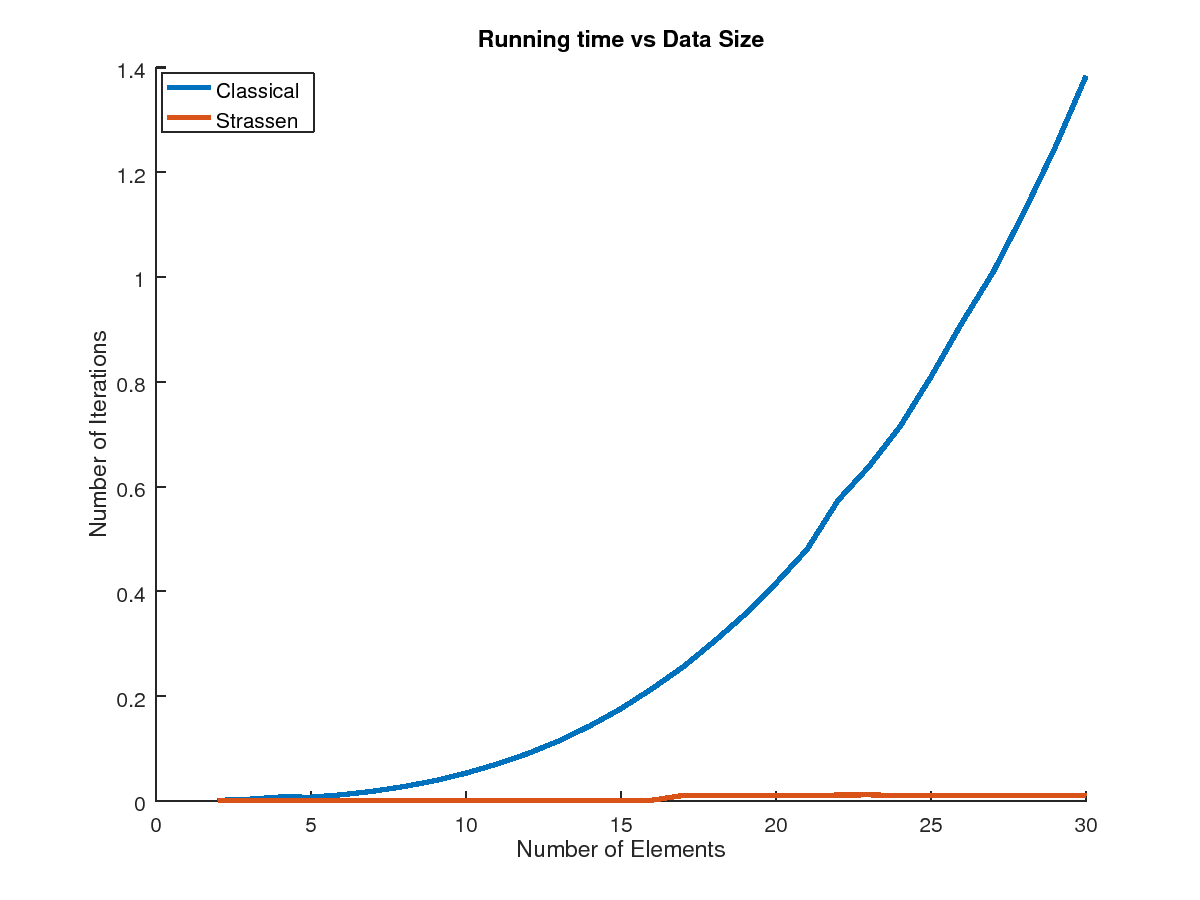 Running time vs Data Size
1.4
Classical
Strassen
1.2
1
0.8
0.6
0.4
0.2
0
Number of Iterations
0 5 10 15 20 25 30
Number of Elements